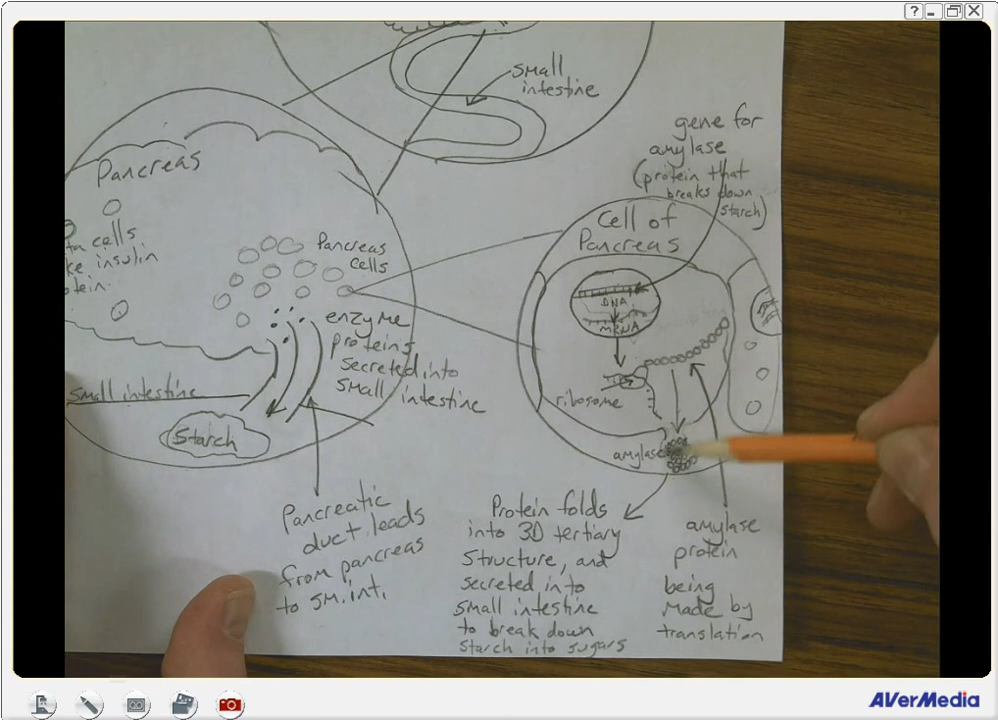 small
intestine
gene for
amylase
(protein that
breaks down
starch)
Pancreas
cells
insulin
Pancreas
cells
enzyme
proteins
secreted into
small intestine
small intestine
Starch
Pancreatic
duct leads
from pancreas
to sm.int.
Cell of
Pancreas
DNA
mRNA
ribosome
amylase
Protein folds
into 3D tertiary
structure, and
secreted into
small intestine
to break down
starch into sugars
amylase
protein
being
made by
translation
AVerMedia